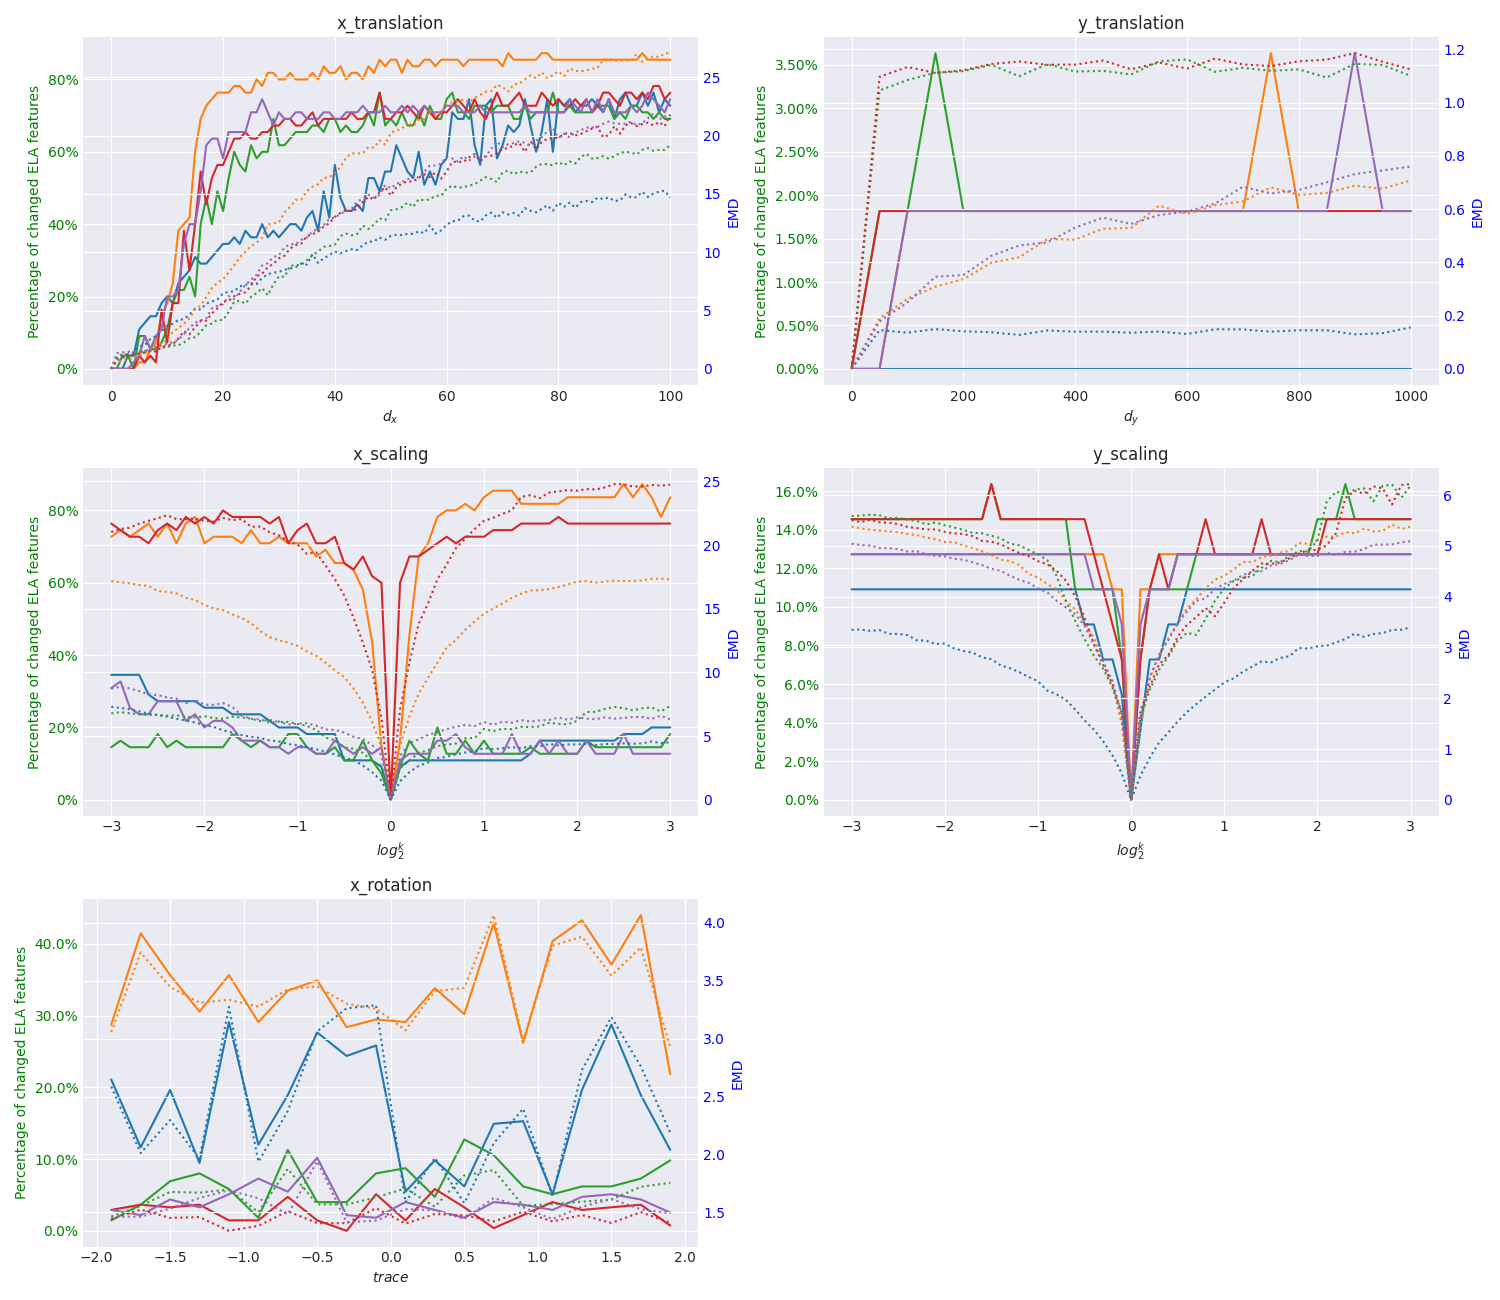 x_translation
Percentage of changed ELA features
80%
60%
40%
20%
0%
25
20
15
10
5
0
EMD
0 20 40 60 80 100
d_x
y_translation
Percentage of changed ELA features
3.50%
3.00%
2.50%
2.00%
1.50%
1.00%
0.50%
0.00%
1.2
1.0
0.8
0.6
0.4
0.2
0.0
EMD
0 200 400 600 800 1000
d_y
x_scaling
Percentage of changed ELA features
80%
60%
40%
20%
0%
25
20
15
10
5
0
EMD
−3 −2 −1 0 1 2 3
log_2^k
y_scaling
Percentage of changed ELA features
16.0%
14.0%
12.0%
10.0%
8.0%
6.0%
4.0%
2.0%
0.0%
6
5
4
3
2
1
0
EMD
−3 −2 −1 0 1 2 3
log_2^k
x_rotation
Percentage of changed ELA features
40.0%
30.0%
20.0%
10.0%
0.0%
4.0
3.5
3.0
2.5
2.0
1.5
EMD
−2.0 −1.5 −1.0 −0.5 0.0 0.5 1.0 1.5 2.0
trace